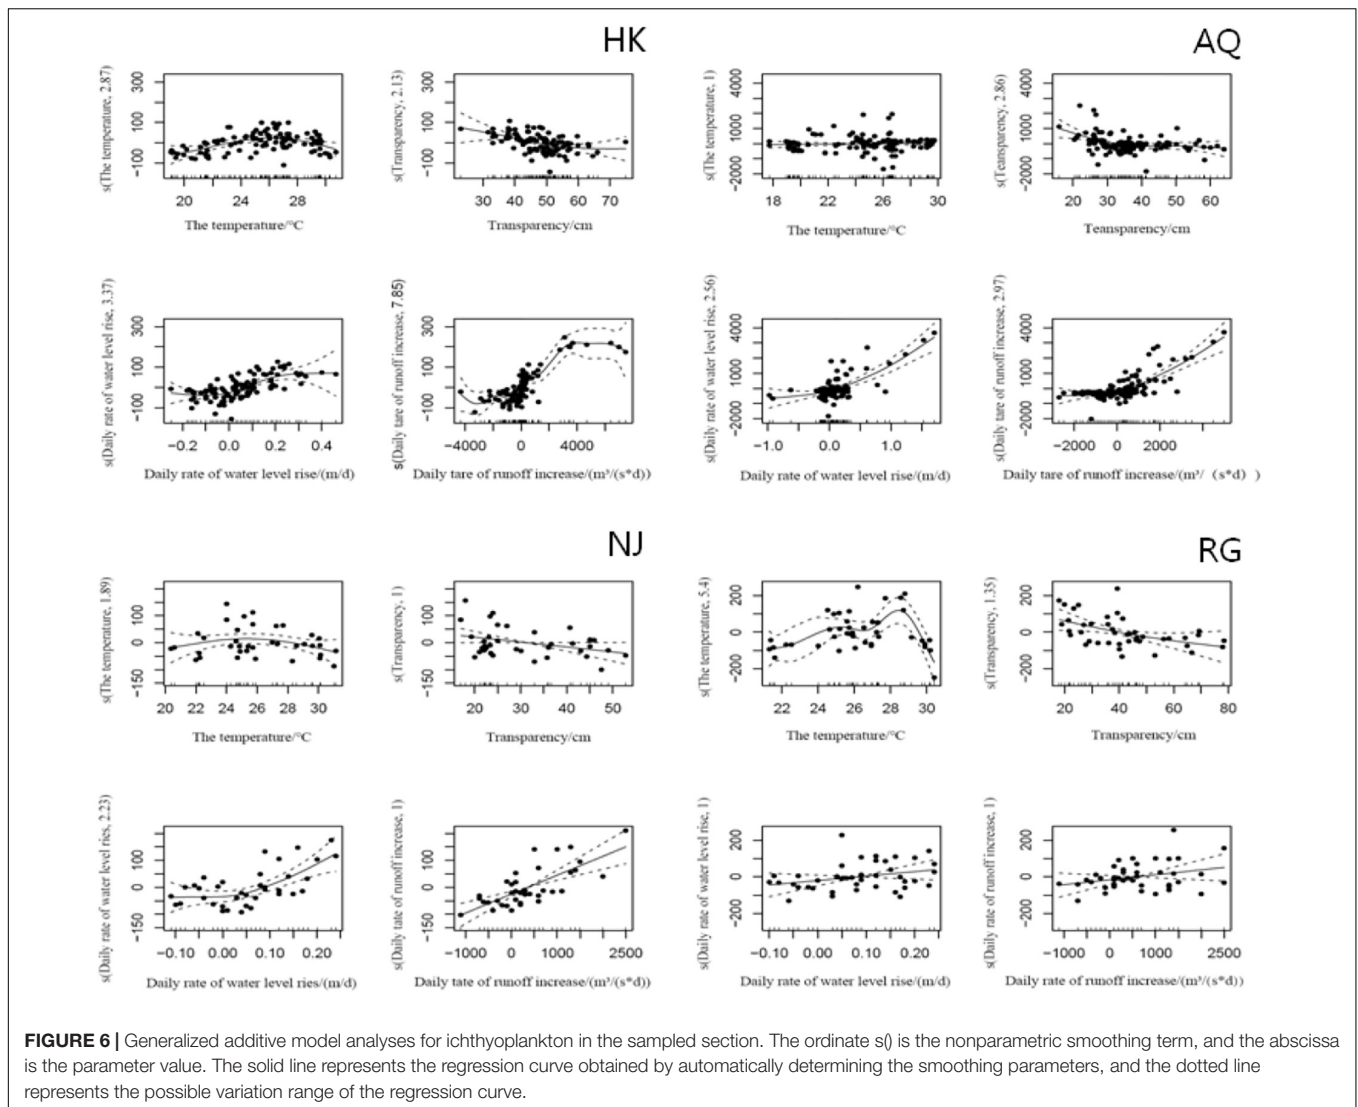 HK
AQ
s(The temperature, 2.87)
300
100
−100
20
24
28
The temperature/°C
s(Transparency, 2.13)
300
100
−100
30
40
50
60
70
Transparency/cm
s(The temperature, 1)
4000
1000
−2000
18
22
26
30
The temperature/°C
s(Teansparency, 2.86)
4000
1000
−2000
20
30
40
50
60
Teansparency/cm
s(Daily rate of water level rise, 3.37)
300
100
−100
−0.2
0.0
0.2
0.4
Daily rate of water level rise/(m/d)
s(Daily tare of runoff increase, 7.85)
300
100
−100
−4000
0
4000
Daily tare of runoff increase/(m³/(s*d))
s(Daily rate of water level rise, 2.56)
4000
1000
−2000
−1.0
0.0
1.0
Daily rate of water level rise/(m/d)
s(Daily tare of runoff increase, 2.97)
4000
1000
−2000
−2000
0
2000
Daily tare of runoff increase/(m³/ (s*d) )
NJ
RG
s(The temperature, 1.89)
100
0
−150
20
22
24
26
28
30
The temperature/°C
s(Transparency, 1)
100
0
−150
20
30
40
50
Transparency/cm
s(The temperature, 5.4)
200
0
−200
22
24
26
28
30
The temperature/°C
s(Transparency, 1.35)
200
0
−200
20
40
60
80
Transparency/cm
s(Daily rate of water level ries, 2.23)
100
0
−150
−0.10
0.00
0.10
0.20
Daily rate of water level ries/(m/d)
s(Daily tate of runoff increase, 1)
100
0
−150
−1000
0
1000
2500
Daily tate of runoff increase/(m³/(s*d))
s(Daily rate of water level rise, 1)
200
0
−200
−0.10
0.00
0.10
0.20
Daily rate of water level rise/(m/d)
s(Daily rate of runoff increase, 1)
200
0
−200
−1000
0
1000
2500
Daily rate of runoff increase/(m³/(s*d))
FIGURE 6 | Generalized additive model analyses for ichthyoplankton in the sampled section. The ordinate s() is the nonparametric smoothing term, and the abscissa
is the parameter value. The solid line represents the regression curve obtained by automatically determining the smoothing parameters, and the dotted line
represents the possible variation range of the regression curve.